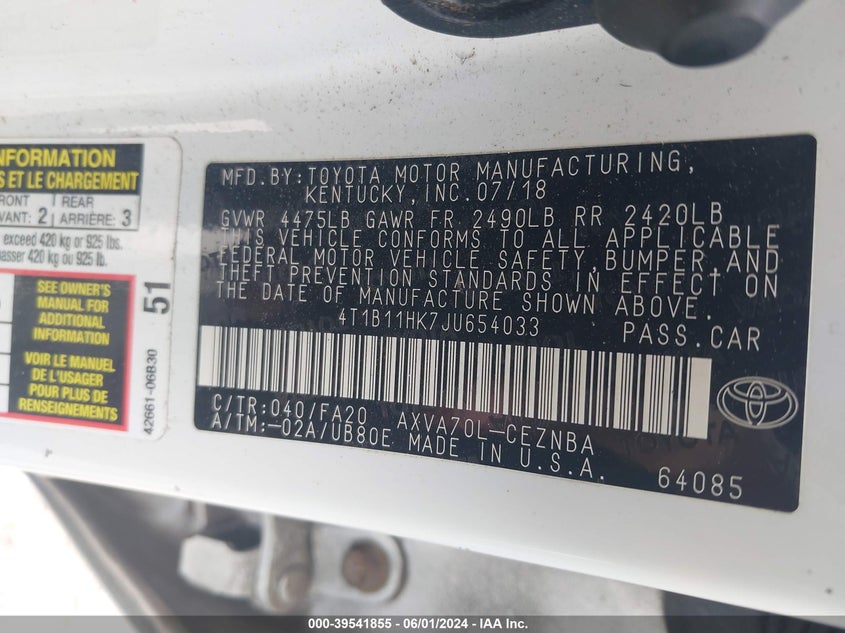 NFORMATION
S ET LE CHARGEMENT
FRONT
REAR
VANT: 2
ARRIÈRE: 3
exceed 420 kg or 925 lbs.
passer 420 kg ou 925 lb.
SEE OWNER'S
MANUAL FOR
ADDITIONAL
INFORMATION
VOIR LE MANUEL
DE L'USAGER
POUR PLUS DE
RENSEIGNEMENTS
51
42661-06B30
MFD.BY:TOYOTA MOTOR MANUFACTURING,
KENTUCKY,INC.07/18
GVWR 4475LB GAWR FR 2490LB RR 2420LB
THIS VEHICLE CONFORMS TO ALL APPLICABLE
FEDERAL MOTOR VEHICLE SAFETY,BUMPER,AND
THEFT PREVENTION STANDARDS IN EFFECT ON
THE DATE OF MANUFACTURE SHOWN ABOVE.
4T1B11HK7JU654033 PASS.CAR
C/TR:040/FA20 AXVA70L-CEZNBA
A/TM:-02A/UB80E MADE IN U.S.A.
64085
000-39541855 - 06/01/2024 - IAA Inc.